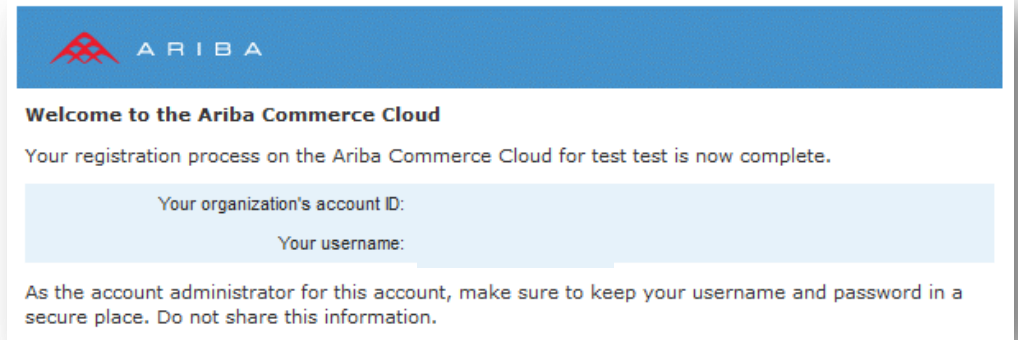 ARIBA
Welcome to the Ariba Commerce Cloud
Your registration process on the Ariba Commerce Cloud for test test is now complete.
Your organization's account ID:
Your username:
As the account administrator for this account, make sure to keep your username and password in a
secure place. Do not share this information.